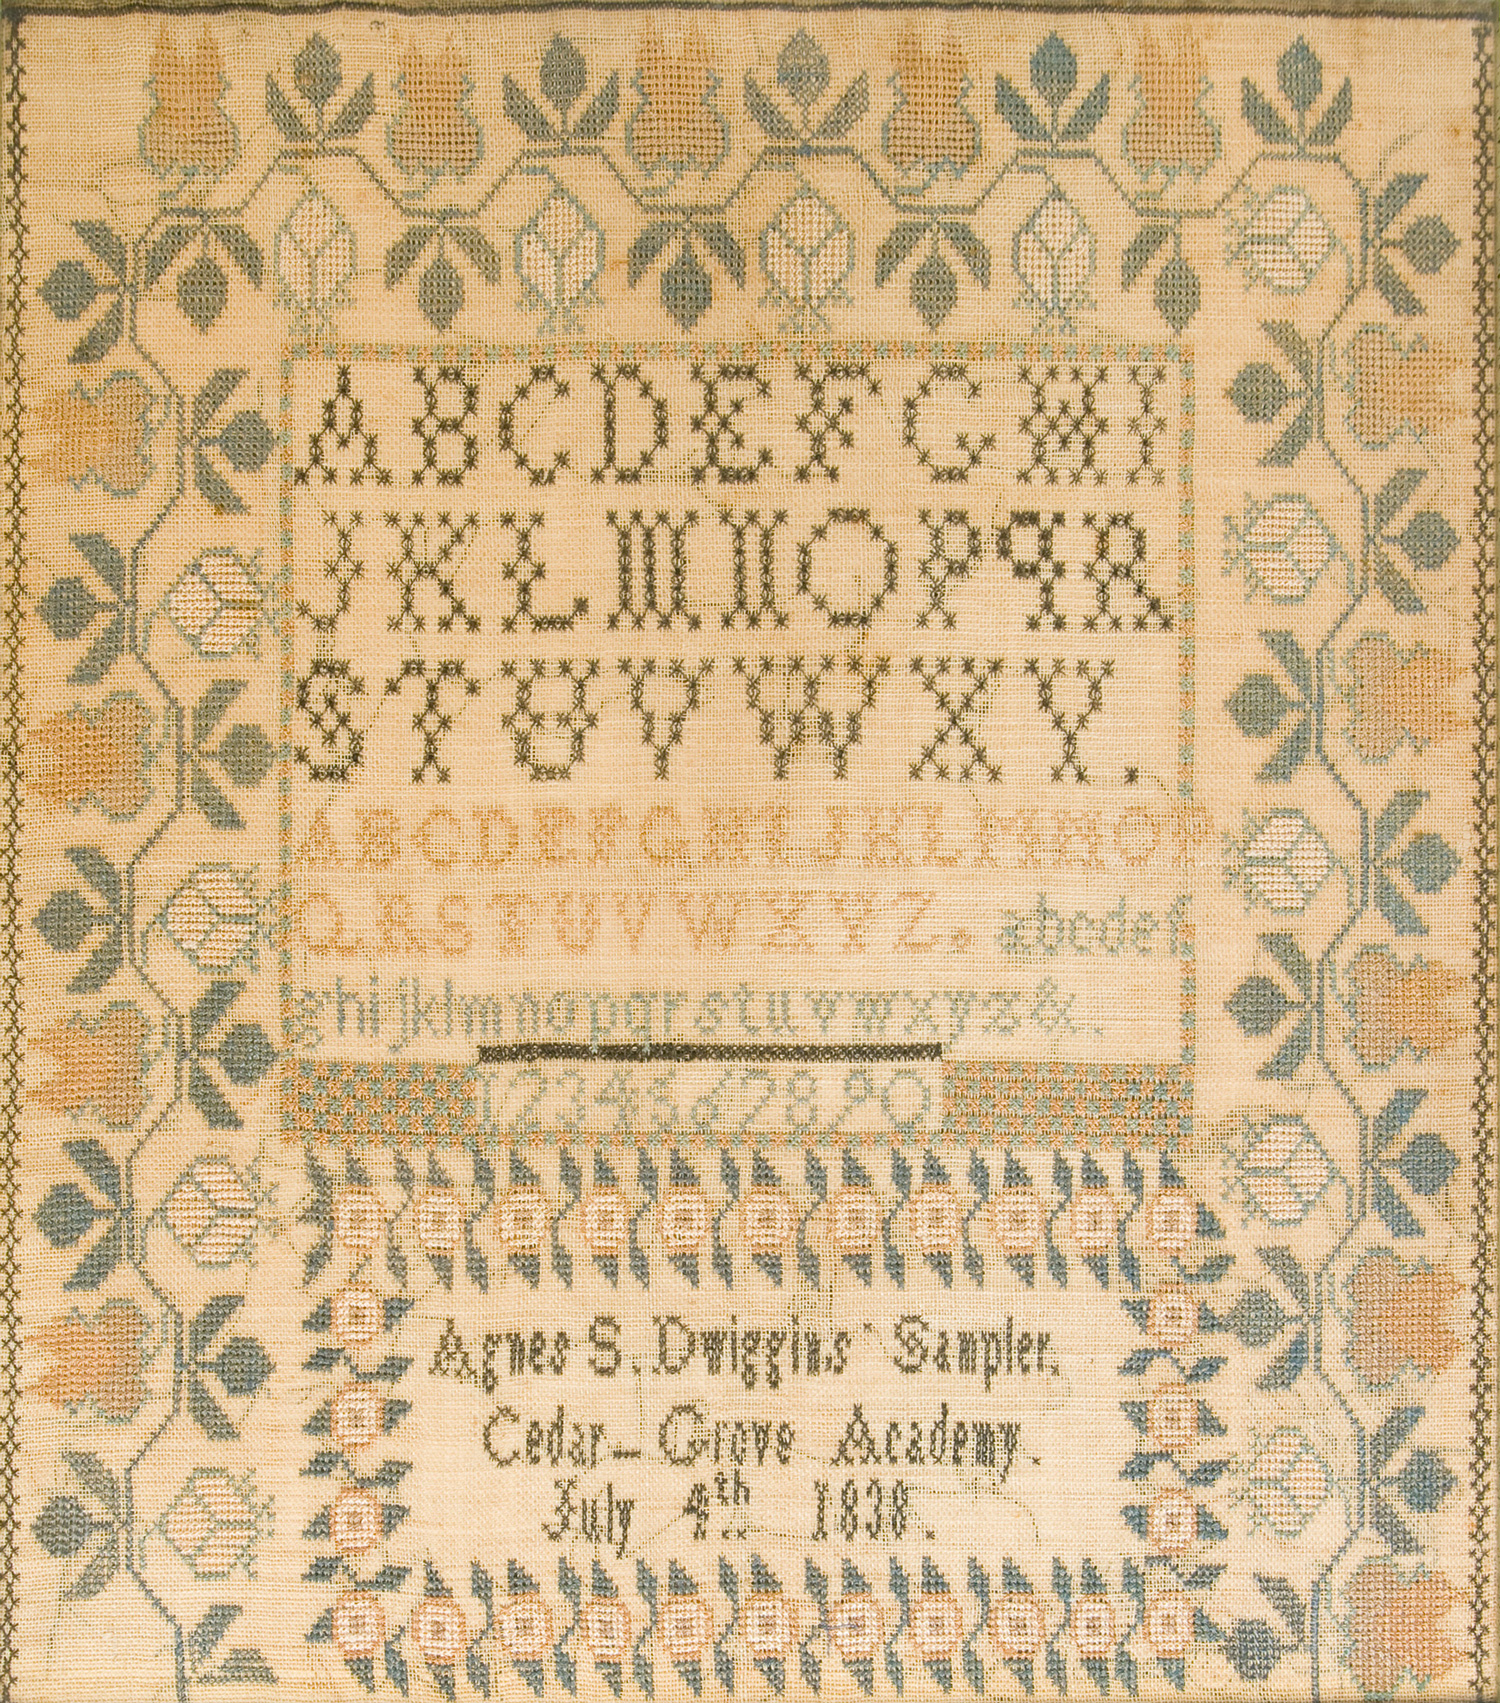 ABCDEFGHI
JKLMNOPQR
STUVWXY.
ABCDEFGHIJKLMNOP
QRSTUVWXYZ. abcdef
ghijklmnopqrstuvwxyz&.
1234567890
Agnes S. Dwiggins' Sampler.
Cedar-Grove Academy.
July 4th 1838.